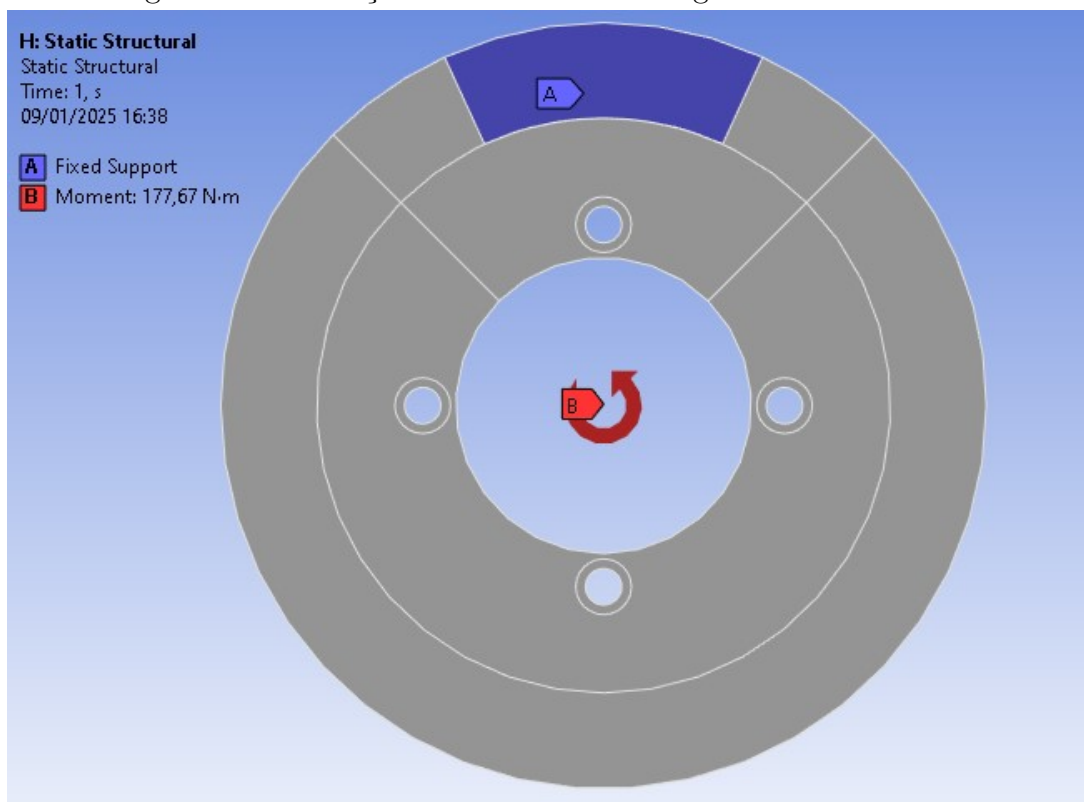 H: Static Structural
Static Structural
Time: 1, s
09/01/2025 16:38
A Fixed Support
B Moment: 177,67 N·m
A
B